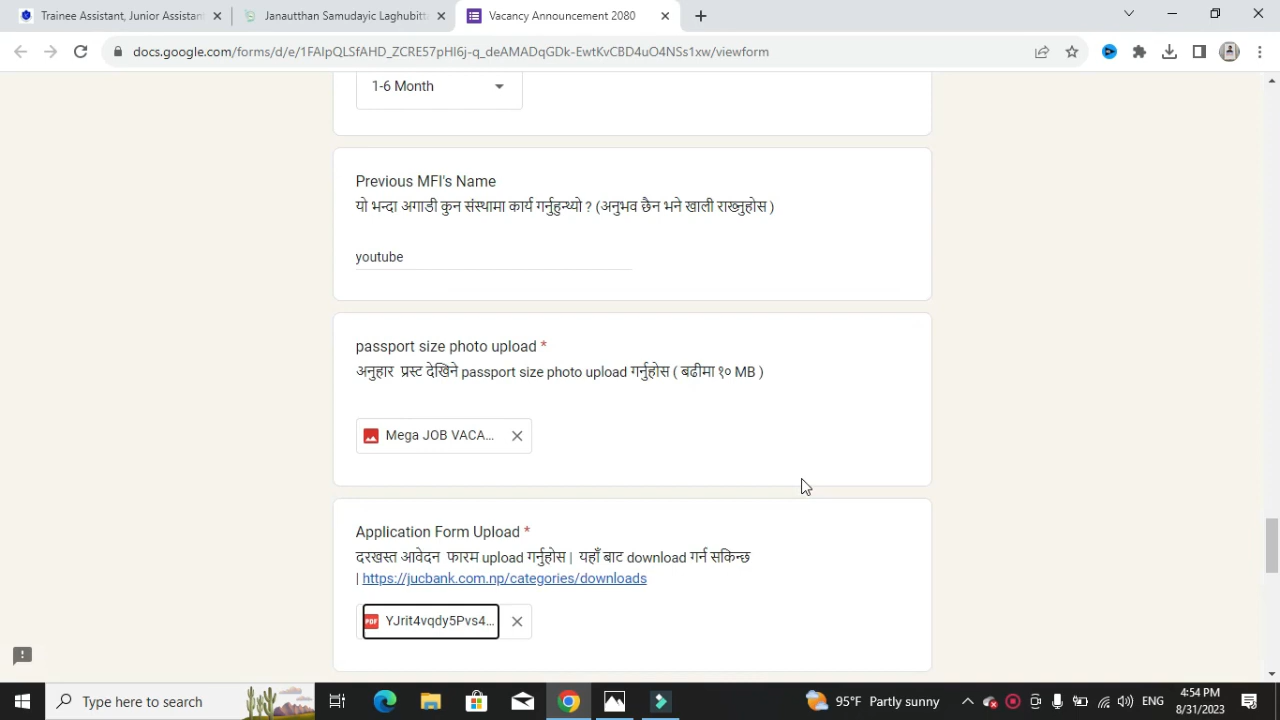 Trainee Assistant, Junior Assistan
Janautthan Samudayic Laghubitt
Vacancy Announcement 2080
docs.google.com/forms/d/e/1FAIpQLSfAHD_ZCRE57pHI6j-q_deAMADqGDk-EwtKvCBD4uO4NSs1xw/viewform
1-6 Month
Previous MFI's Name
यो भन्दा अगाडी कुन संस्थामा कार्य गर्नुहुन्थ्यो ? (अनुभव छैन भने खाली राख्नुहोस )
youtube
passport size photo upload *
अनुहार प्रस्ट देखिने passport size photo upload गर्नुहोस ( बढीमा १० MB )
Mega JOB VACA...
Application Form Upload *
दरखस्त आवेदन फारम upload गर्नुहोस | यहाँ बाट download गर्न सकिन्छ
| https://jucbank.com.np/categories/downloads
PDF YJrit4vqdy5Pvs4...
Type here to search
95°F Partly sunny
ENG
4:54 PM
8/31/2023